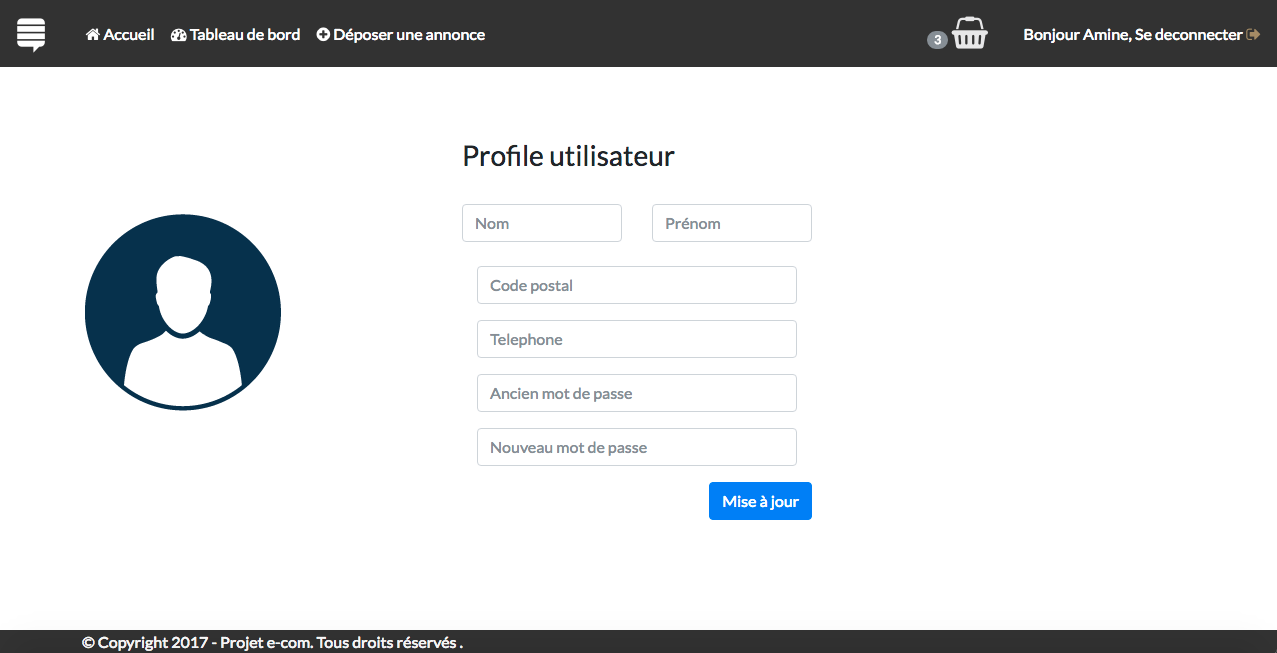 Accueil Tableau de bord Déposer une annonce 3 Bonjour Amine, Se deconnecter
Profile utilisateur
Nom Prénom
Code postal
Telephone
Ancien mot de passe
Nouveau mot de passe
Mise à jour
© Copyright 2017 - Projet e-com. Tous droits réservés .